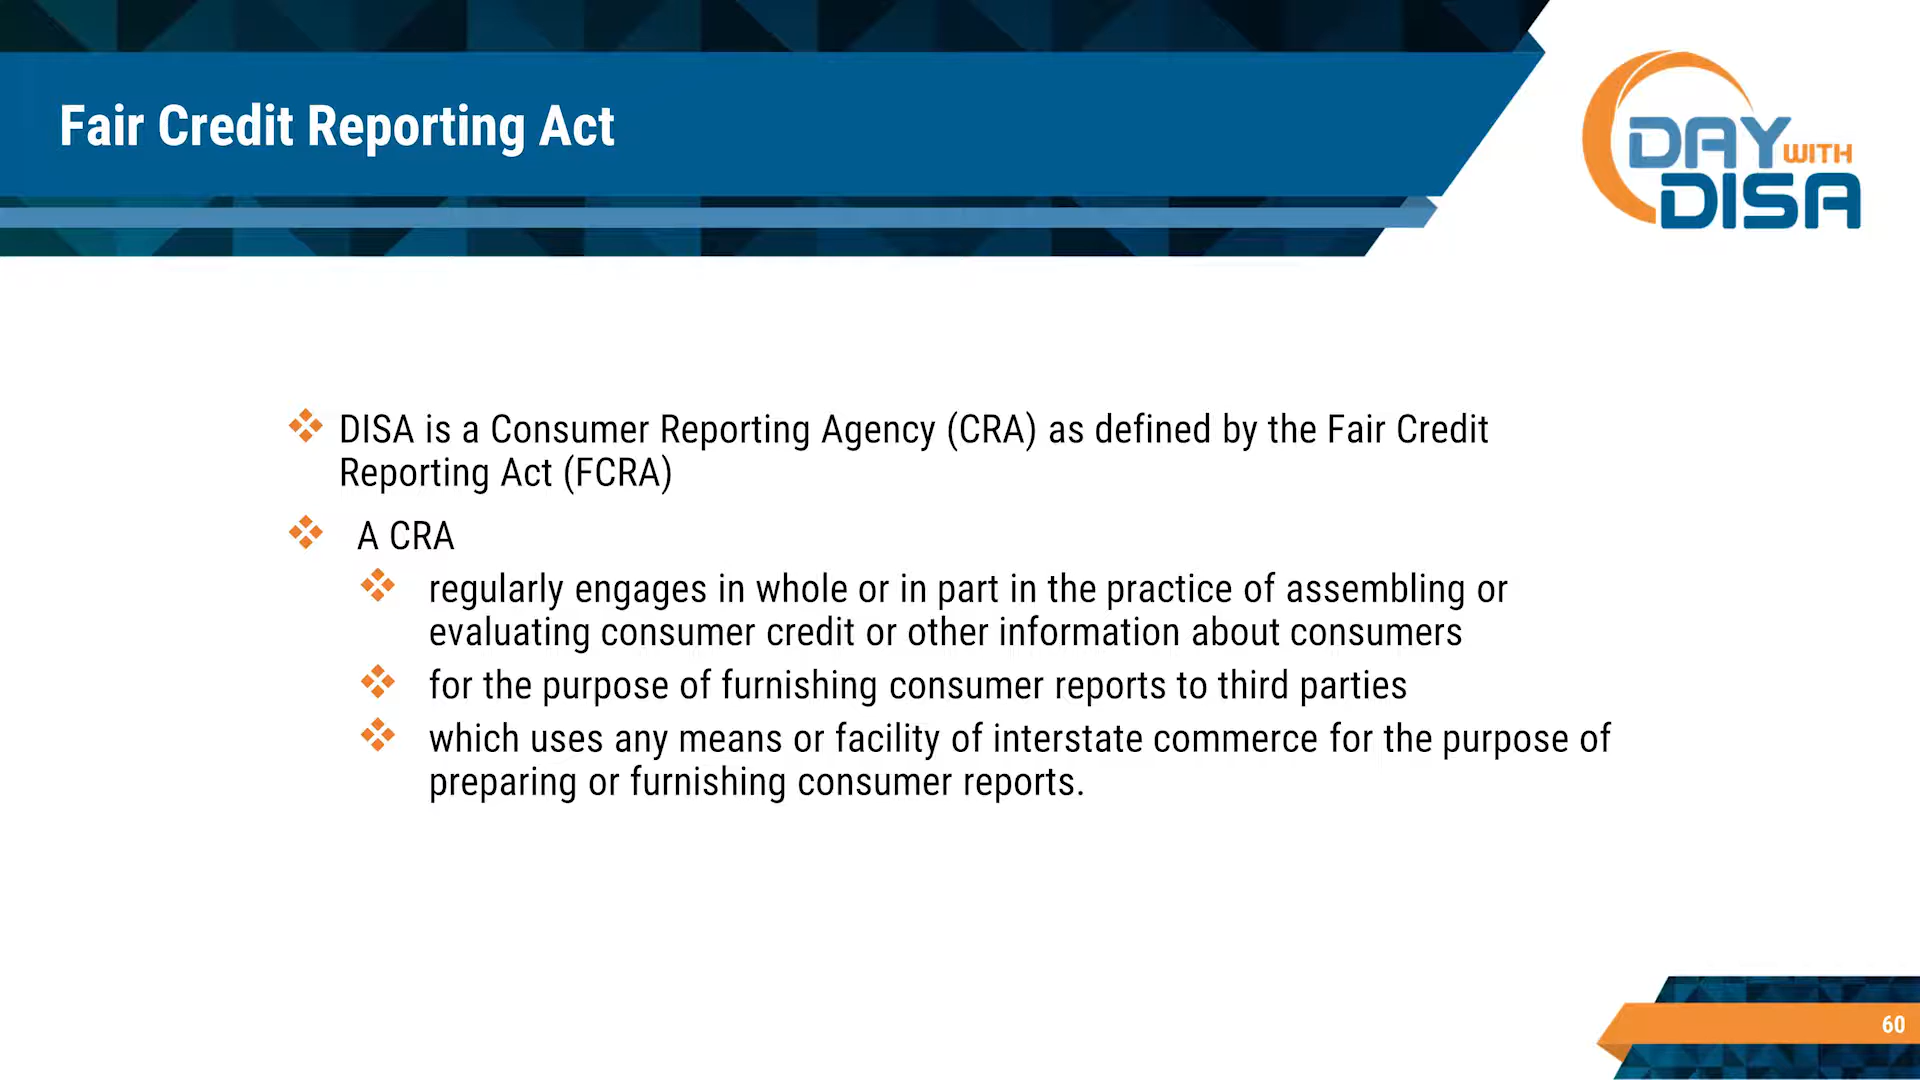 Fair Credit Reporting Act
DAY WITH
DISA
DISA is a Consumer Reporting Agency (CRA) as defined by the Fair Credit
Reporting Act (FCRA)
A CRA
regularly engages in whole or in part in the practice of assembling or
evaluating consumer credit or other information about consumers
for the purpose of furnishing consumer reports to third parties
which uses any means or facility of interstate commerce for the purpose of
preparing or furnishing consumer reports.
60